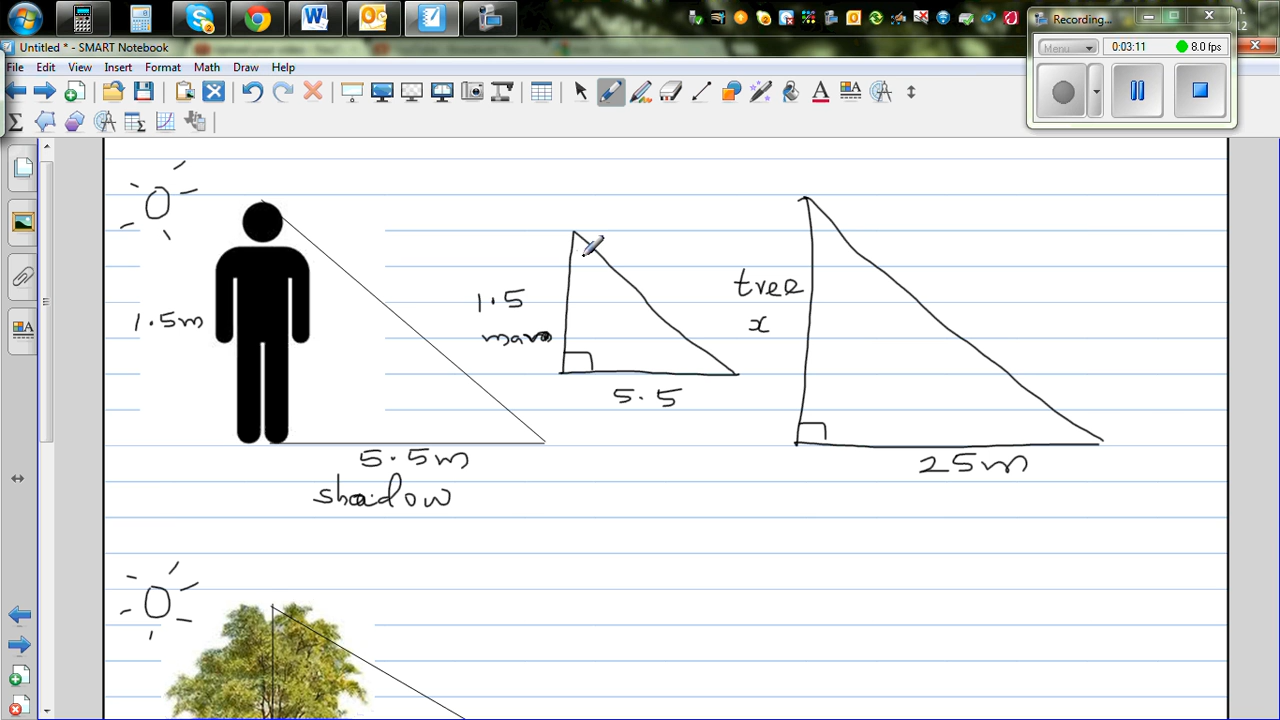 Untitled * - SMART Notebook
File Edit View Insert Format Math Draw Help
Recording...
Menu 0:03:11 8.0 fps
1.5m
5.5m
shadow
1.5
man
5.5
tree
x
25m